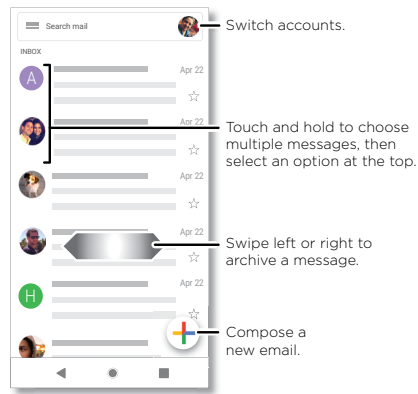 Search mail
Switch accounts.
INBOX
A
Apr 22
Apr 22
Touch and hold to choose
multiple messages, then
select an option at the top.
Apr 22
Apr 22
Swipe left or right to
archive a message.
H
Apr 22
Compose a
new email.